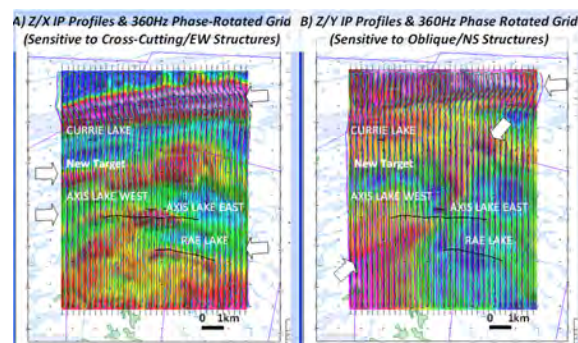 A) Z/X IP Profiles & 360Hz Phase-Rotated Grid
(Sensitive to Cross-Cutting/EW Structures)
CURRIE LAKE
New Target
AXIS LAKE WEST
AXIS LAKE EAST
RAE LAKE
0 1km
B) Z/Y IP Profiles & 360Hz Phase Rotated Grid
(Sensitive to Oblique/NS Structures)
CURRIE LAKE
New Target
AXIS LAKE WEST
AXIS LAKE EAST
RAE LAKE
0 1km